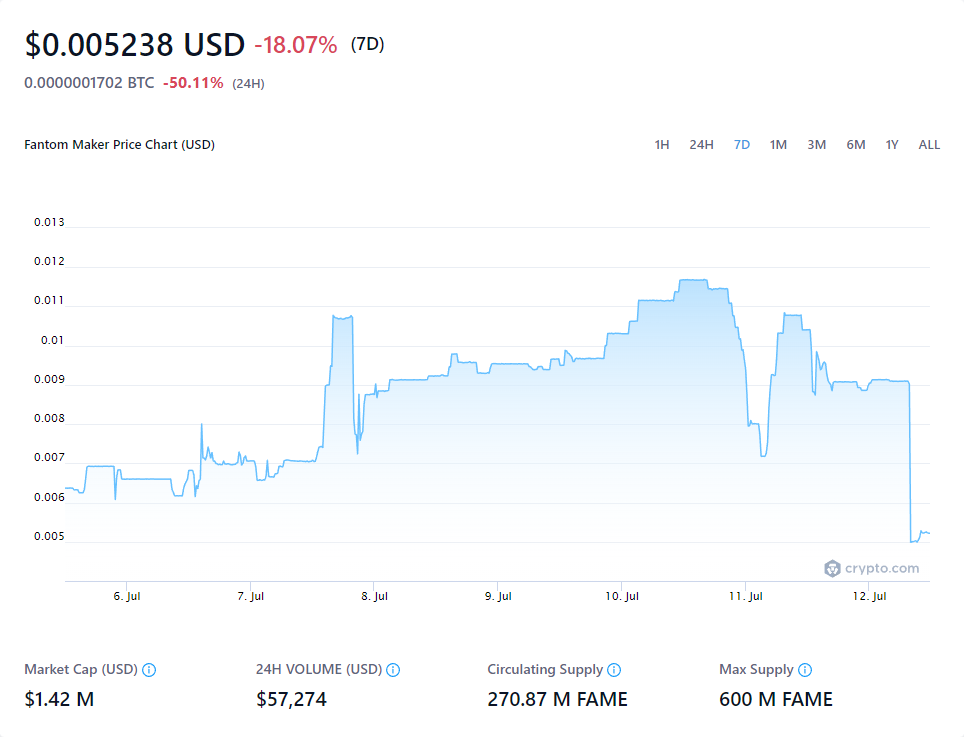 $0.005238 USD -18.07% (7D)
0.0000001702 BTC -50.11% (24H)
Fantom Maker Price Chart (USD) 1H 24H 7D 1M 3M 6M 1Y ALL
0.013
0.012
0.011
0.01
0.009
0.008
0.007
0.006
0.005
crypto.com
6. Jul 7. Jul 8. Jul 9. Jul 10. Jul 11. Jul 12. Jul
Market Cap (USD) 24H VOLUME (USD) Circulating Supply Max Supply
$1.42 M $57,274 270.87 M FAME 600 M FAME